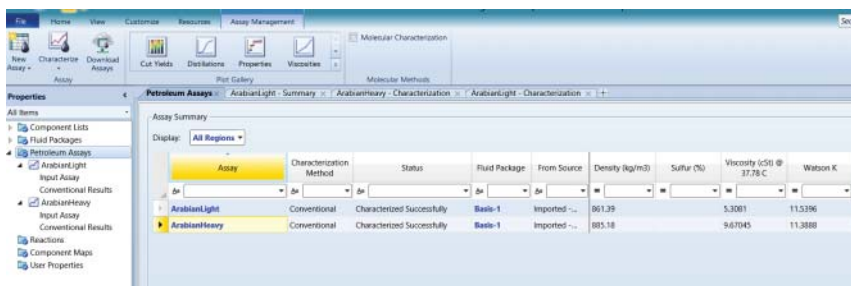 File Home View Customize Resources Assay Management
New Assay Characterize Download Assays Cut Yields Distillations Properties Viscosities Molecular Characterization
Assay Plot Gallery Molecular Methods
Properties
All Items
Component Lists
Fluid Packages
Petroleum Assays
ArabianLight
Input Assay
Conventional Results
ArabianHeavy
Input Assay
Conventional Results
Reactions
Component Maps
User Properties
Petroleum Assays ArabianLight - Summary ArabianHeavy - Characterization ArabianLight - Characterization +
Assay Summary
Display: All Regions
Assay Characterization Method Status Fluid Package From Source Density (kg/m3) Sulfur (%) Viscosity (cSt) @ 37.78 C Watson K
ArabianLight Conventional Characterized Successfully Basis-1 Imported -... 861.39 5.3081 11.5396
ArabianHeavy Conventional Characterized Successfully Basis-1 Imported -... 885.18 9.67045 11.3888